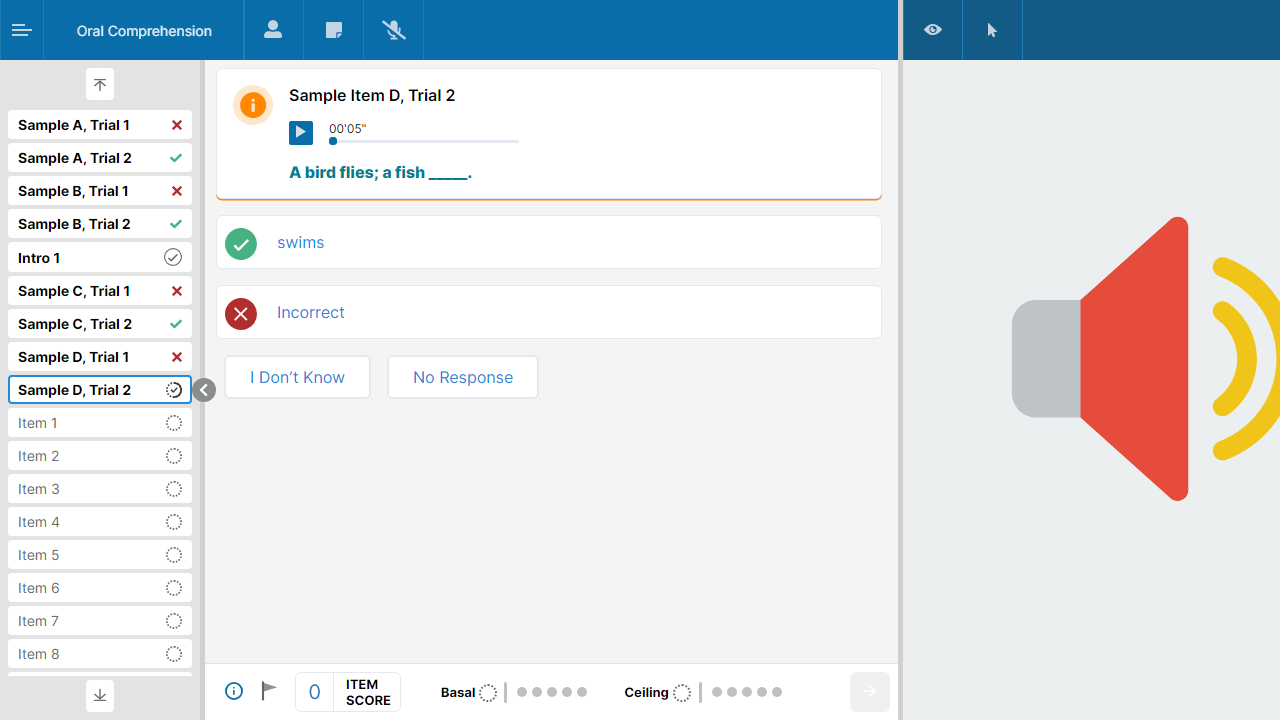 Oral Comprehension
Sample A, Trial 1
Sample A, Trial 2
Sample B, Trial 1
Sample B, Trial 2
Intro 1
Sample C, Trial 1
Sample C, Trial 2
Sample D, Trial 1
Sample D, Trial 2
Item 1
Item 2
Item 3
Item 4
Item 5
Item 6
Item 7
Item 8
Sample Item D, Trial 2
00'05"
A bird flies; a fish _____.
swims
Incorrect
I Don’t Know
No Response
0
ITEM
SCORE
Basal
Ceiling